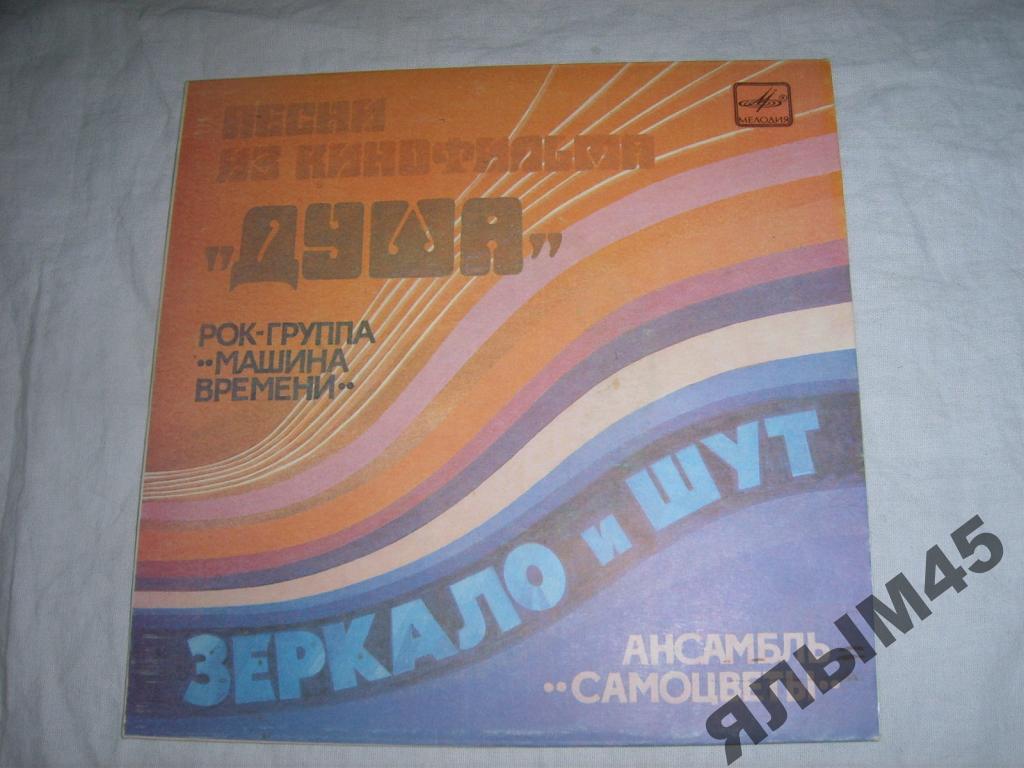 ПЕСНИ
ИЗ КИНОФИЛЬМА
„ДУША”
МЕЛОДИЯ
РОК-ГРУППА
„МАШИНА
ВРЕМЕНИ”
ЗЕРКАЛО и ШУТ
АНСАМБЛЬ
„САМОЦВЕТЫ”
ЯЛЫМ45